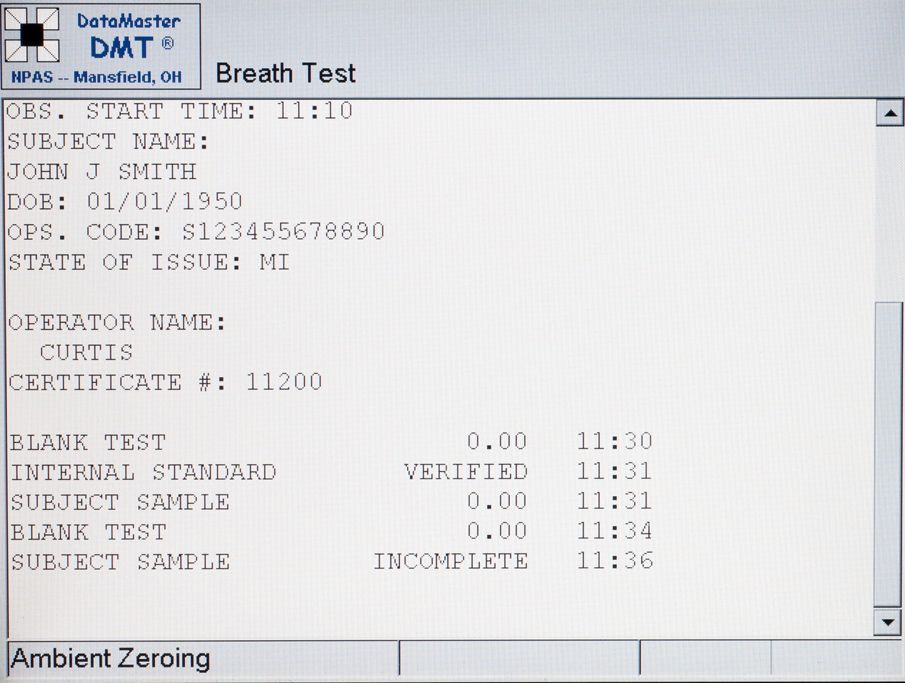 DataMaster
DMT ®
NPAS -- Mansfield, OH
Breath Test
OBS. START TIME: 11:10
SUBJECT NAME:
JOHN J SMITH
DOB: 01/01/1950
OPS. CODE: S123455678890
STATE OF ISSUE: MI
OPERATOR NAME:
CURTIS
CERTIFICATE #: 11200
BLANK TEST 0.00 11:30
INTERNAL STANDARD VERIFIED 11:31
SUBJECT SAMPLE 0.00 11:31
BLANK TEST 0.00 11:34
SUBJECT SAMPLE INCOMPLETE 11:36
Ambient Zeroing